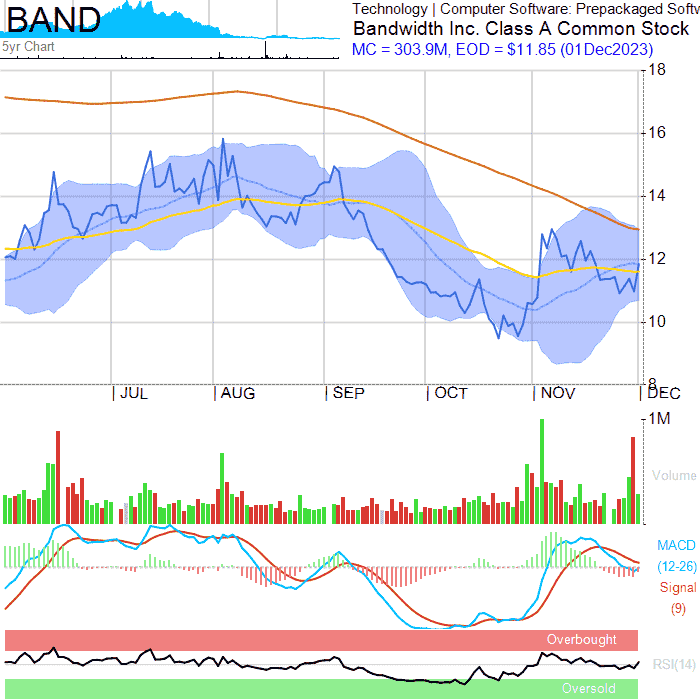 BAND
5yr Chart
Technology | Computer Software: Prepackaged Softw
Bandwidth Inc. Class A Common Stock
MC = 303.9M, EOD = $11.85 (01Dec2023)
18
16
14
12
10
8
JUL AUG SEP OCT NOV DEC
1M
Volume
MACD
(12-26)
Signal
(9)
Overbought
RSI(14)
Oversold